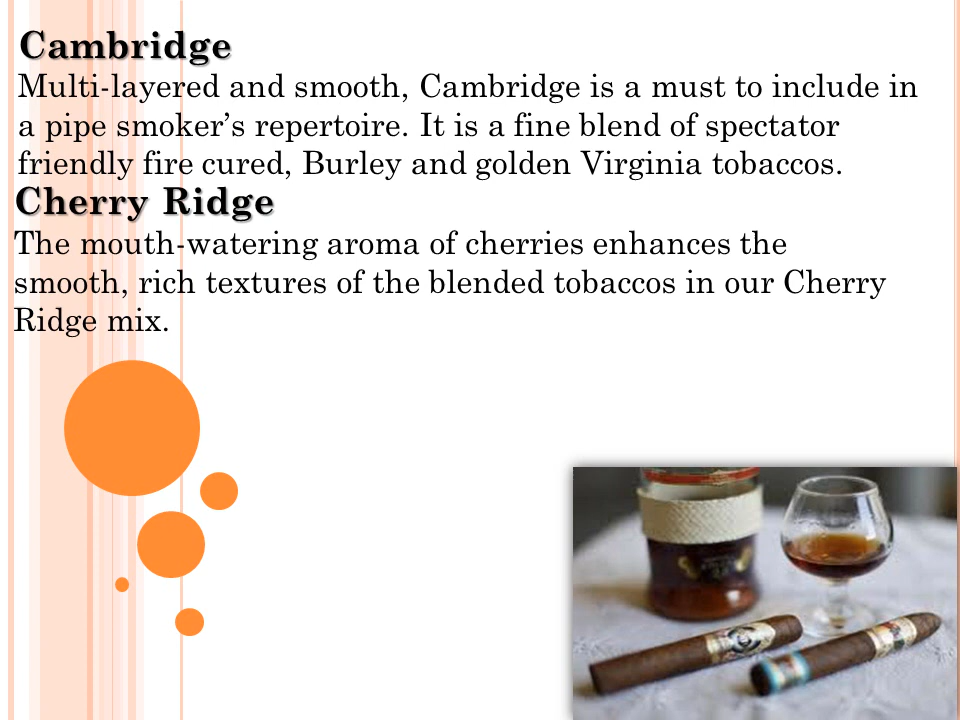 Cambridge
Multi-layered and smooth, Cambridge is a must to include in
a pipe smoker’s repertoire. It is a fine blend of spectator
friendly fire cured, Burley and golden Virginia tobaccos.
Cherry Ridge
The mouth-watering aroma of cherries enhances the
smooth, rich textures of the blended tobaccos in our Cherry
Ridge mix.